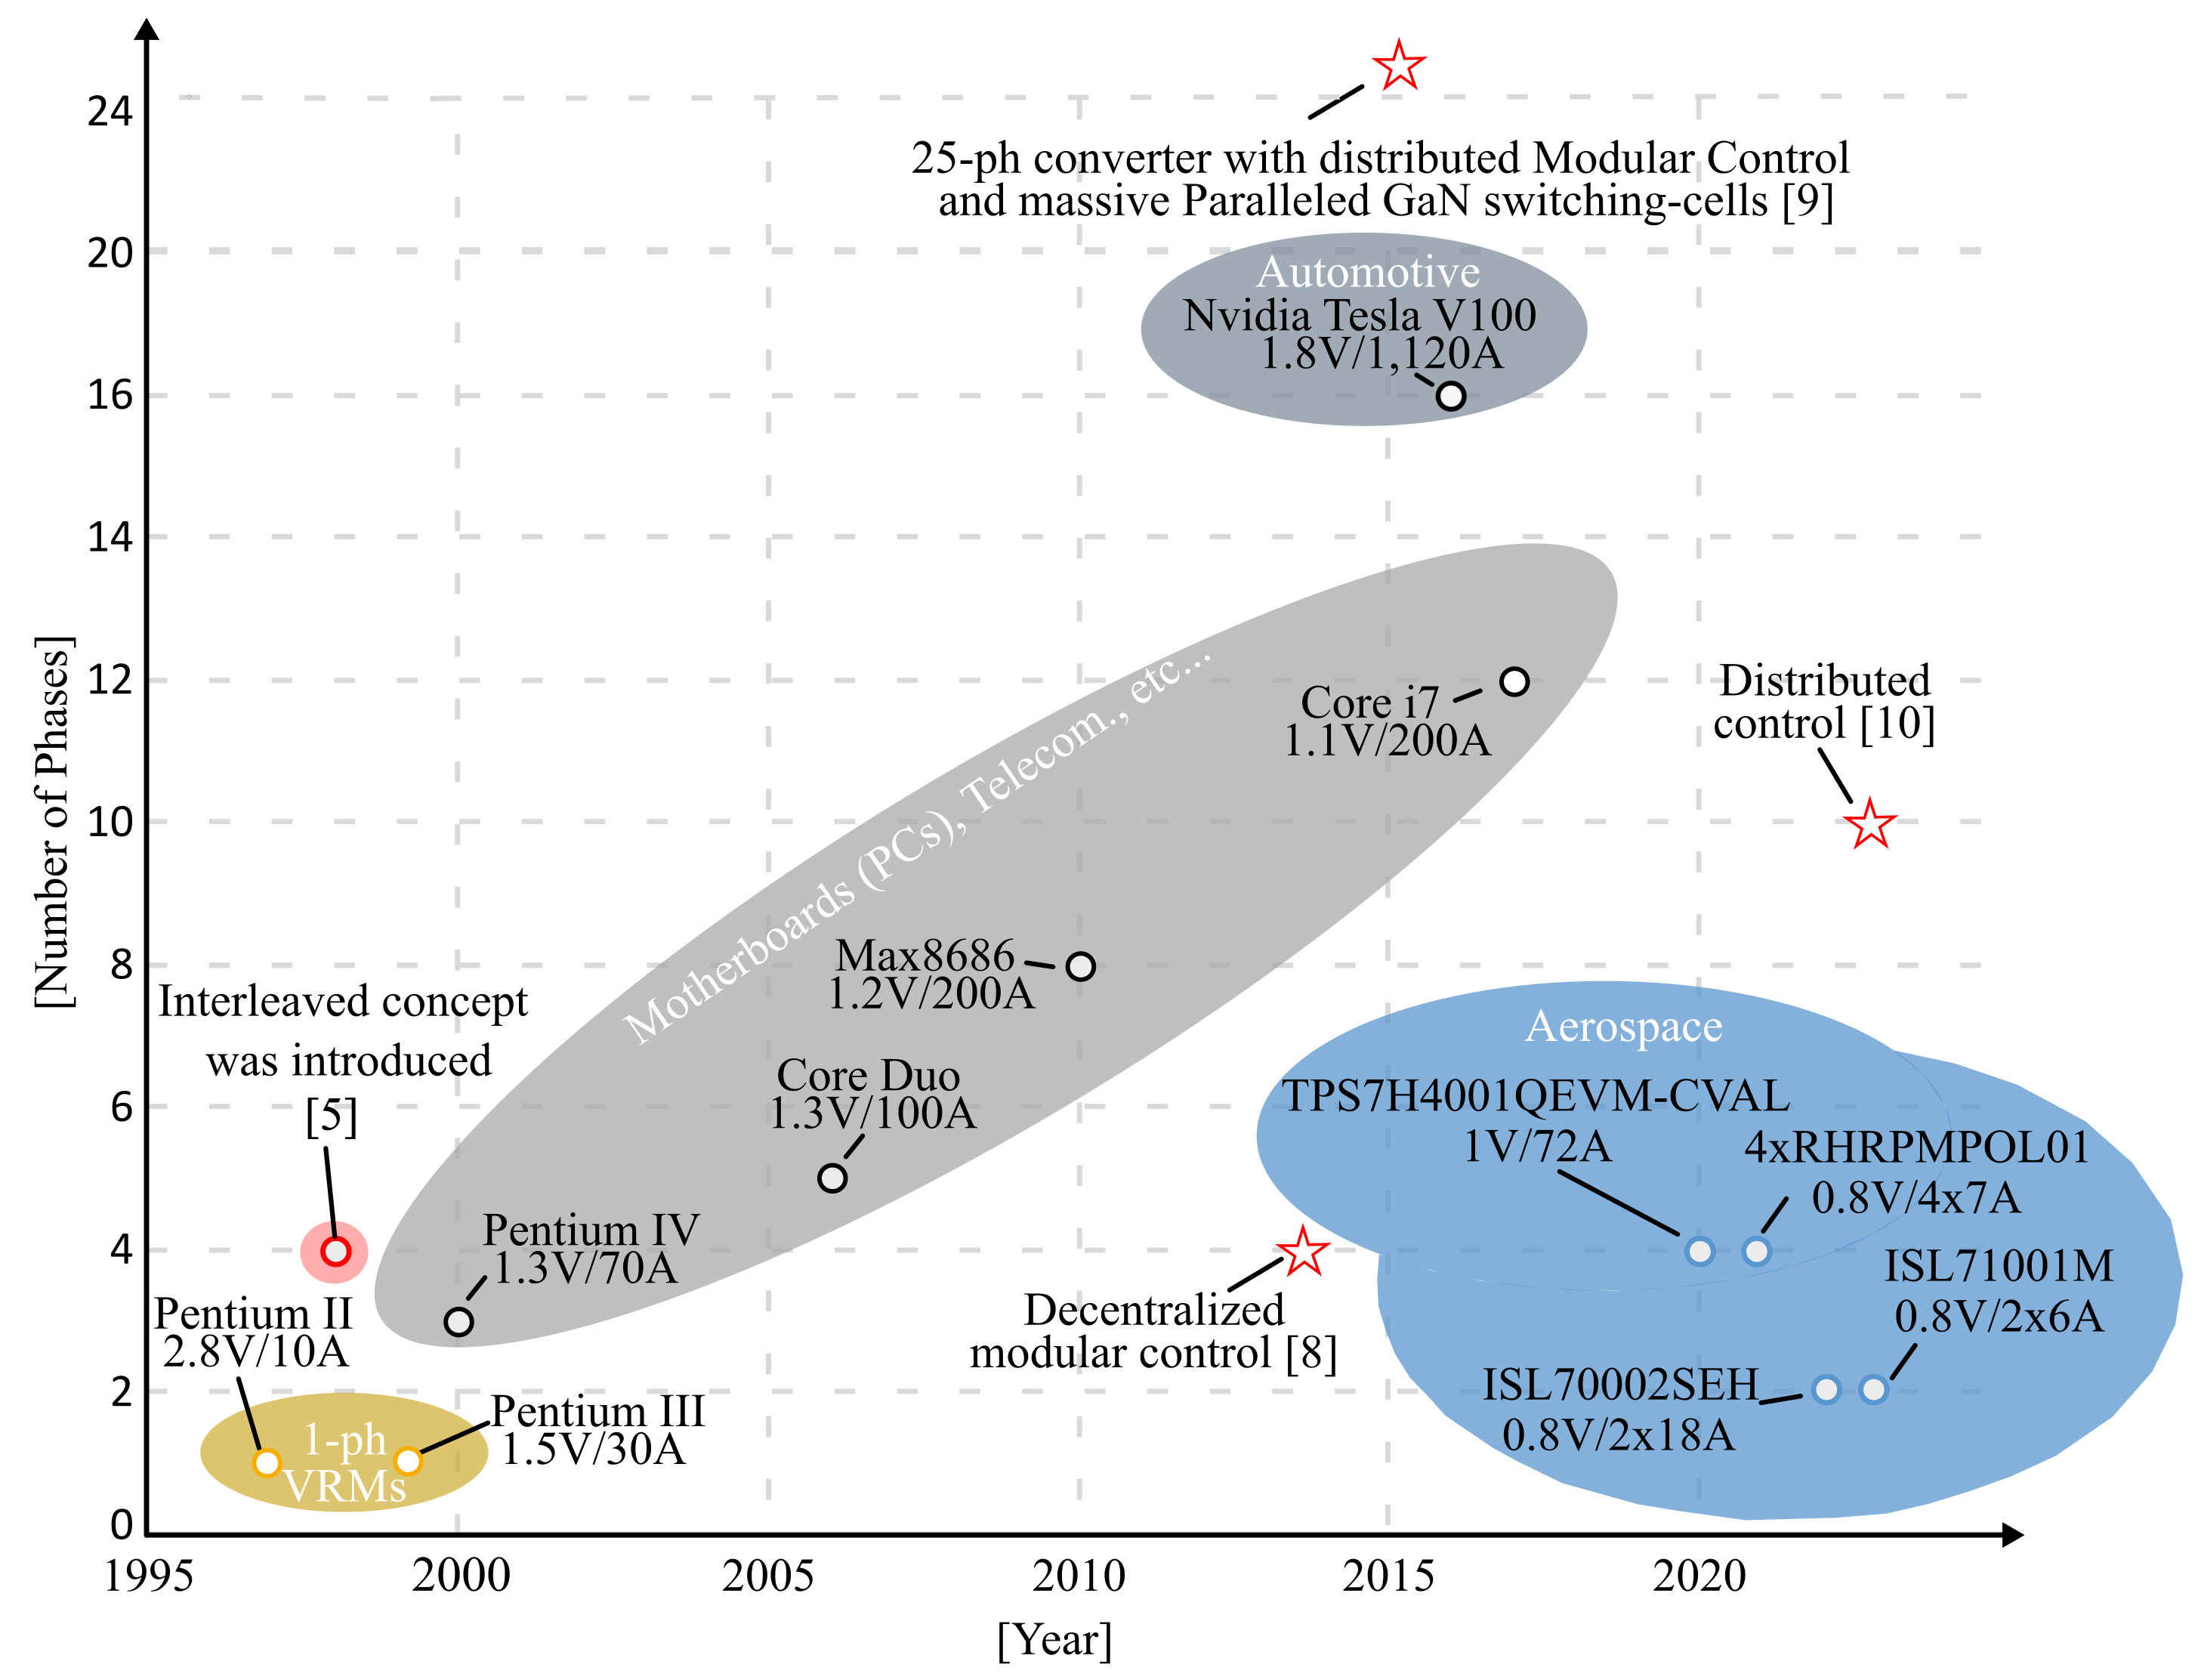 24
25-ph converter with distributed Modular Control
and massive Paralleled GaN switching-cells [9]
20
Automotive
Nvidia Tesla V100
1.8V/1,120A
16
14
12
Core i7
1.1V/200A
Distributed
control [10]
10
Motherboards (PCs), Telecom., etc...
[Number of Phases]
8
Max8686
1.2V/200A
Interleaved concept
was introduced
[5]
6
Core Duo
1.3V/100A
Aerospace
TPS7H4001QEVM-CVAL
1V/72A
4xRHRPMPOL01
0.8V/4x7A
4
Pentium IV
1.3V/70A
ISL71001M
0.8V/2x6A
Pentium II
2.8V/10A
Decentralized
modular control [8]
2
ISL70002SEH
0.8V/2x18A
Pentium III
1.5V/30A
1-ph
VRMs
0
1995
2000
2005
2010
2015
2020
[Year]